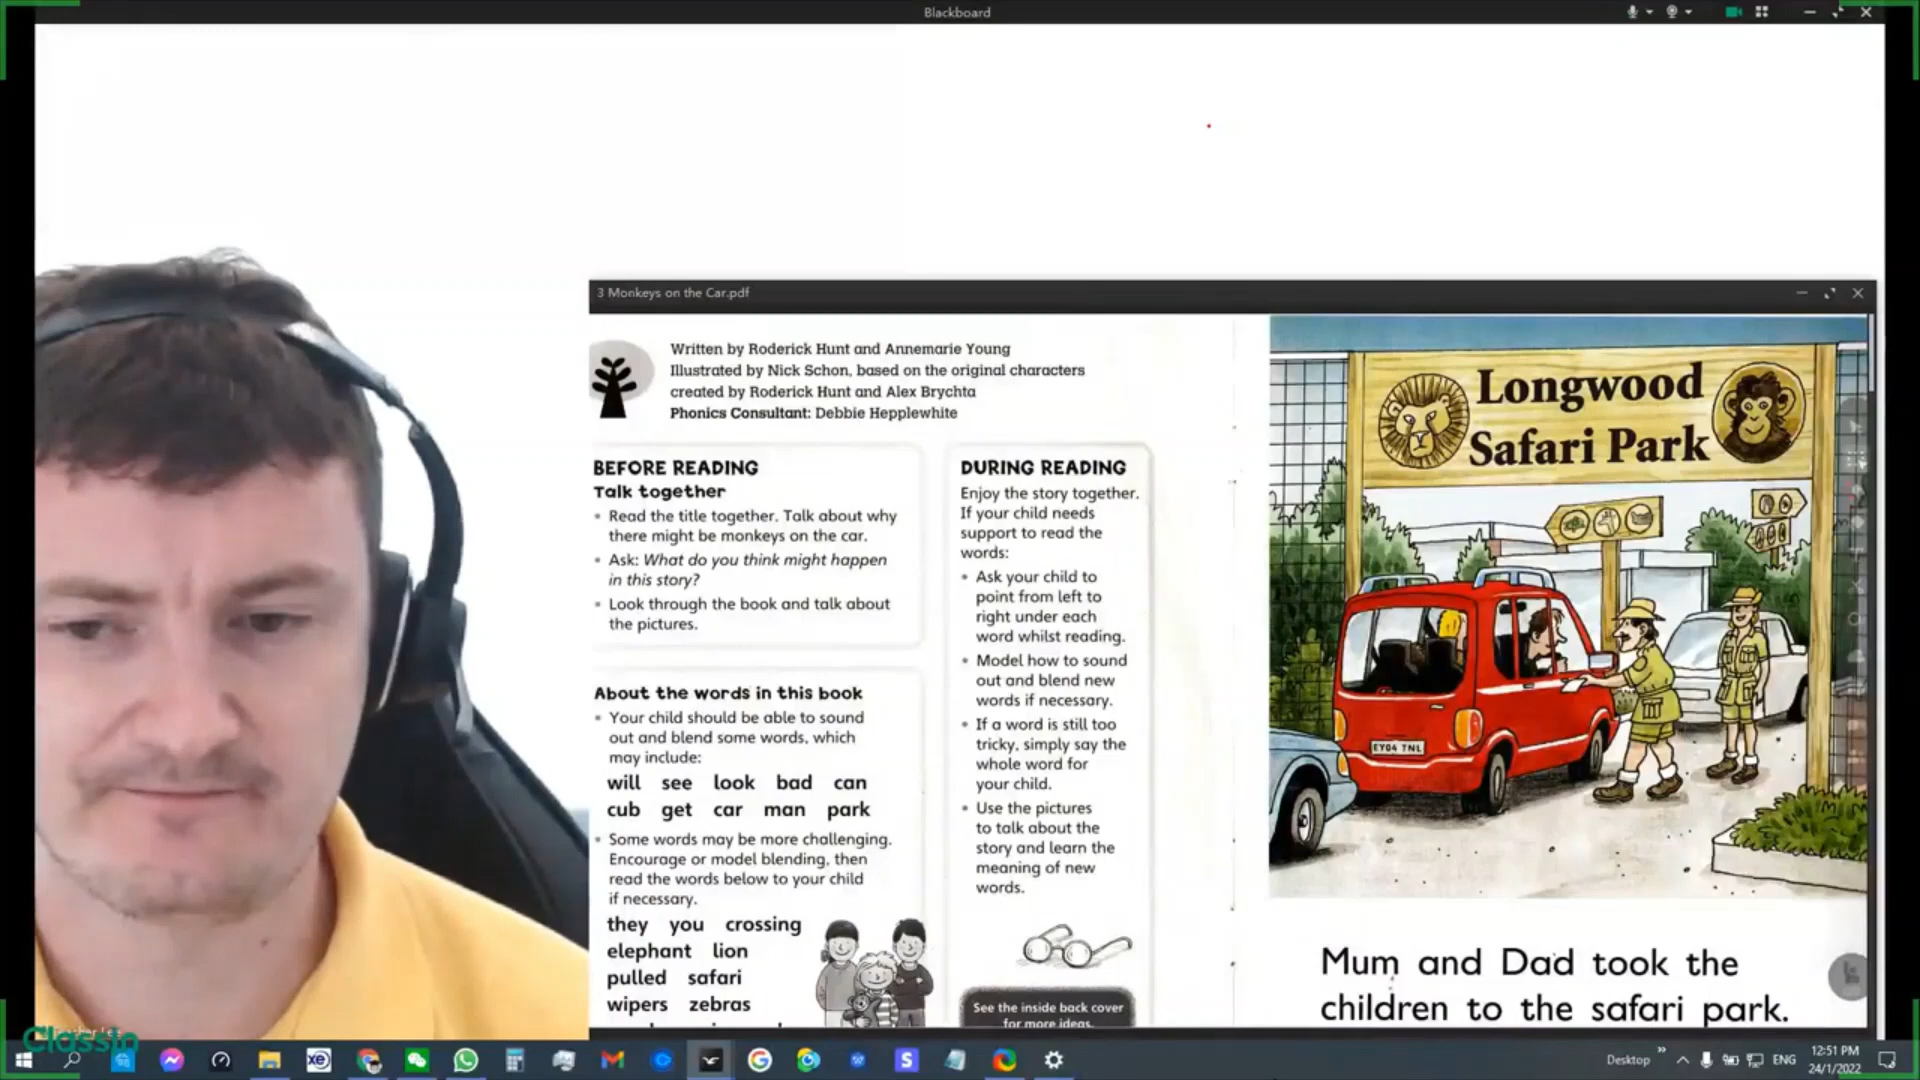 Blackboard
3 Monkeys on the Car.pdf
Written by Roderick Hunt and Annemarie Young
Illustrated by Nick Schon, based on the original characters
created by Roderick Hunt and Alex Brychta
Phonics Consultant: Debbie Hepplewhite
BEFORE READING
Talk together
• Read the title together. Talk about why
there might be monkeys on the car.
• Ask: What do you think might happen
in this story?
• Look through the book and talk about
the pictures.
About the words in this book
• Your child should be able to sound
out and blend some words, which
may include:
will see look bad can
cub get car man park
• Some words may be more challenging.
Encourage or model blending, then
read the words below to your child
if necessary.
they you crossing
elephant lion
pulled safari
wipers zebras
DURING READING
Enjoy the story together.
If your child needs
support to read the
words:
• Ask your child to
point from left to
right under each
word whilst reading.
• Model how to sound
out and blend new
words if necessary.
• If a word is still too
tricky, simply say the
whole word for
your child.
• Use the pictures
to talk about the
story and learn the
meaning of new
words.
See the inside back cover
for more ideas.
Longwood
Safari Park
EY04 TNL
Mum and Dad took the
children to the safari park.
ClassIn
xe
S
Desktop
ENG
12:51 PM
24/1/2022